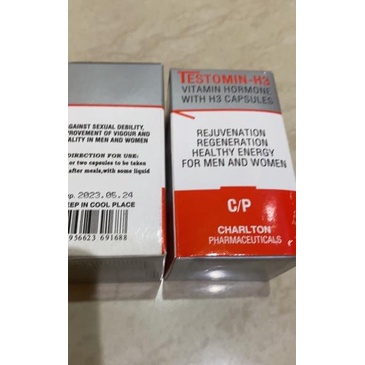 AGAINST SEXUAL DEBILITY,
PROVEMENT OF VIGOUR AND
ALITY IN MEN AND WOMEN
DIRECTION FOR USE:
or two capsules to be taken
after meals,with some liquid
xp. 2023.05.24
EEP IN COOL PLACE
956623 691688
TESTOMIN-H3
VITAMIN HORMONE
WITH H3 CAPSULES
REJUVENATION
REGENERATION
HEALTHY ENERGY
FOR MEN AND WOMEN
C/P
CHARLTON
PHARMACEUTICALS